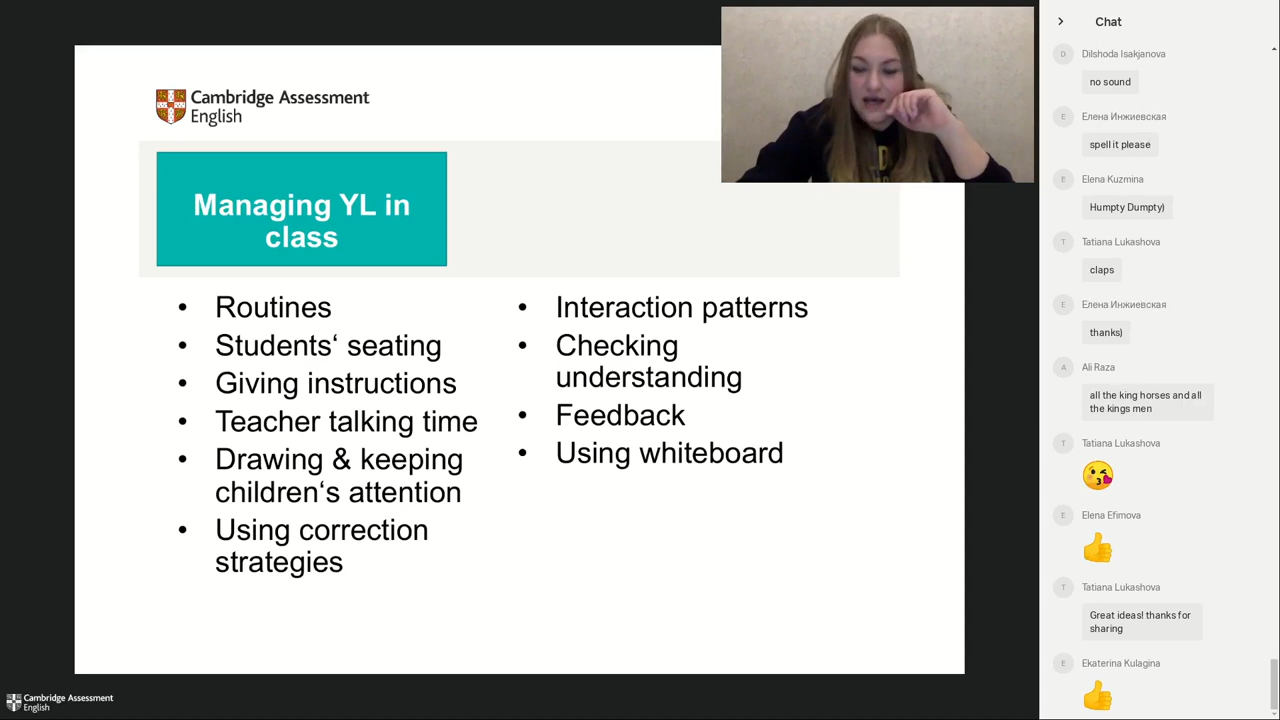 Cambridge Assessment
English
Managing YL in
class
• Routines
• Students‘ seating
• Giving instructions
• Teacher talking time
• Drawing & keeping
children‘s attention
• Using correction
strategies
• Interaction patterns
• Checking
understanding
• Feedback
• Using whiteboard
Cambridge Assessment
English
Chat
D
Dilshoda Isakjanova
no sound
E
Елена Инжиевская
spell it please
E
Elena Kuzmina
Humpty Dumpty)
T
Tatiana Lukashova
claps
E
Елена Инжиевская
thanks)
A
Ali Raza
all the king horses and all
the kings men
T
Tatiana Lukashova
E
Elena Efimova
T
Tatiana Lukashova
Great ideas! thanks for
sharing
E
Ekaterina Kulagina